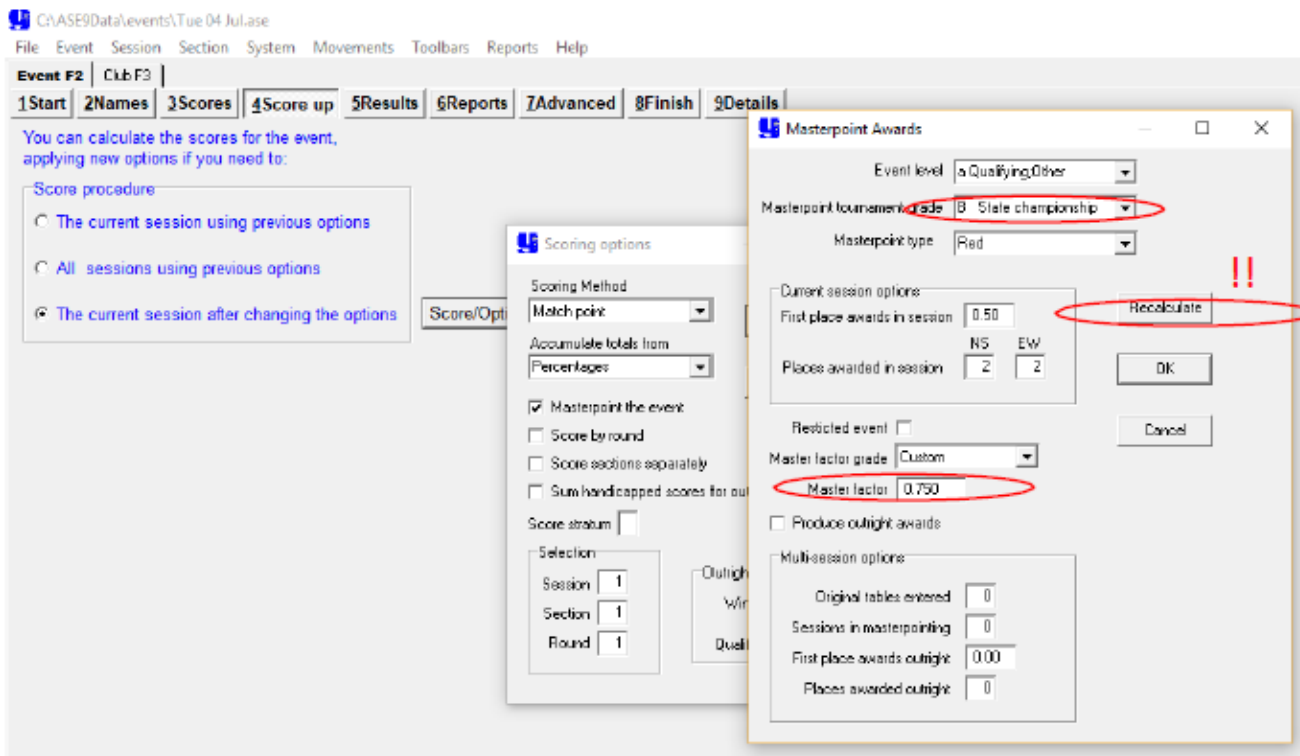 C:\ASE9Data\events\Tue 04 Jul.ase
File Event Session Section System Movements Toolbars Reports Help
Event F2 Club F3
1Start 2Names 3Scores 4Score up 5Results 6Reports 7Advanced 8Finish 9Details
You can calculate the scores for the event,
applying new options if you need to:
Score procedure
The current session using previous options
All sessions using previous options
The current session after changing the options
Score/Opti
Scoring options
Scoring Method
Match point
Accumulate totals from
Percentages
Masterpoint the event
Score by round
Score sections separately
Sum handicapped scores for out
Score stratum
Selection
Session 1
Section 1
Round 1
Outrigh
Wir
Quali
Masterpoint Awards
Event level a Qualifying;Other
Masterpoint tournament grade B State championship
Masterpoint type Red
!!
Current session options
First place awards in session 0.50
NS EW
Places awarded in session 2 2
Recalculate
OK
Cancel
Resticted event
Master factor grade Custom
Master factor 0.750
Produce outright awards
Multi-session options
Original tables entered 0
Sessions in masterpointing 0
First place awards outright 0.00
Places awarded outright 0